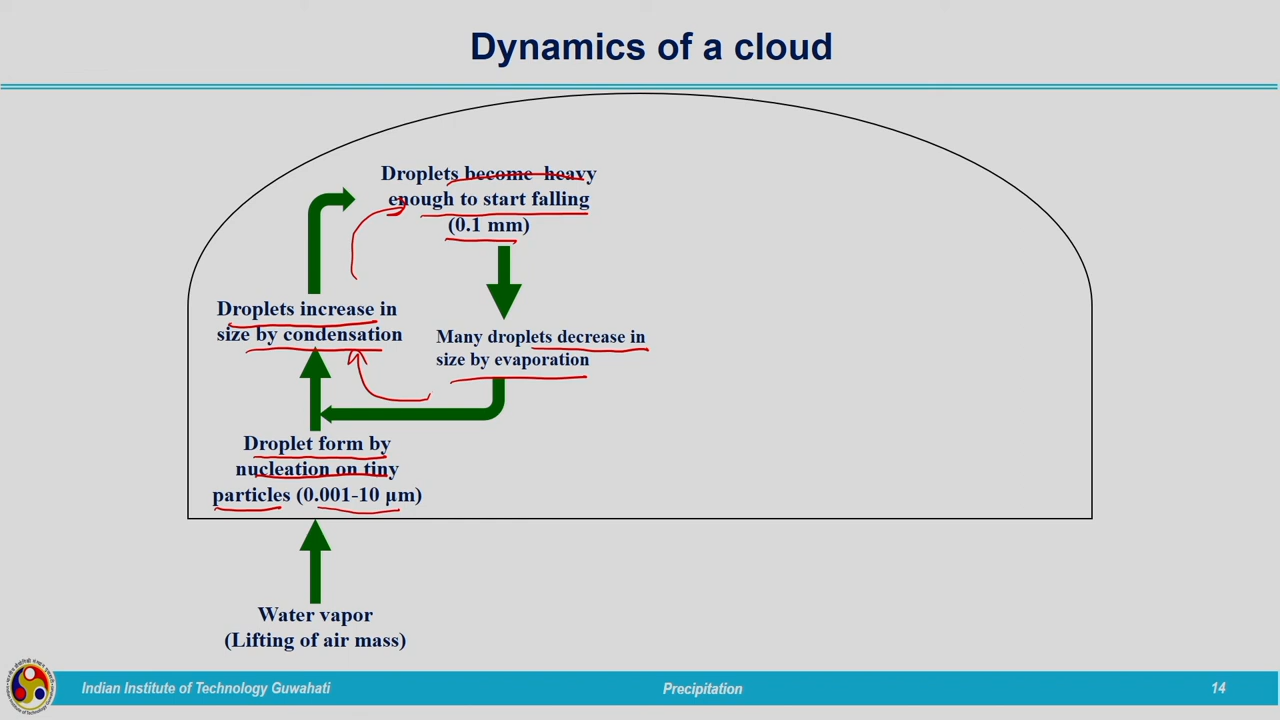 Dynamics of a cloud
Droplets become heavy
enough to start falling
(0.1 mm)
Droplets increase in
size by condensation
Many droplets decrease in
size by evaporation
Droplet form by
nucleation on tiny
particles (0.001-10 μm)
Water vapor
(Lifting of air mass)
Indian Institute of Technology Guwahati
Precipitation
14